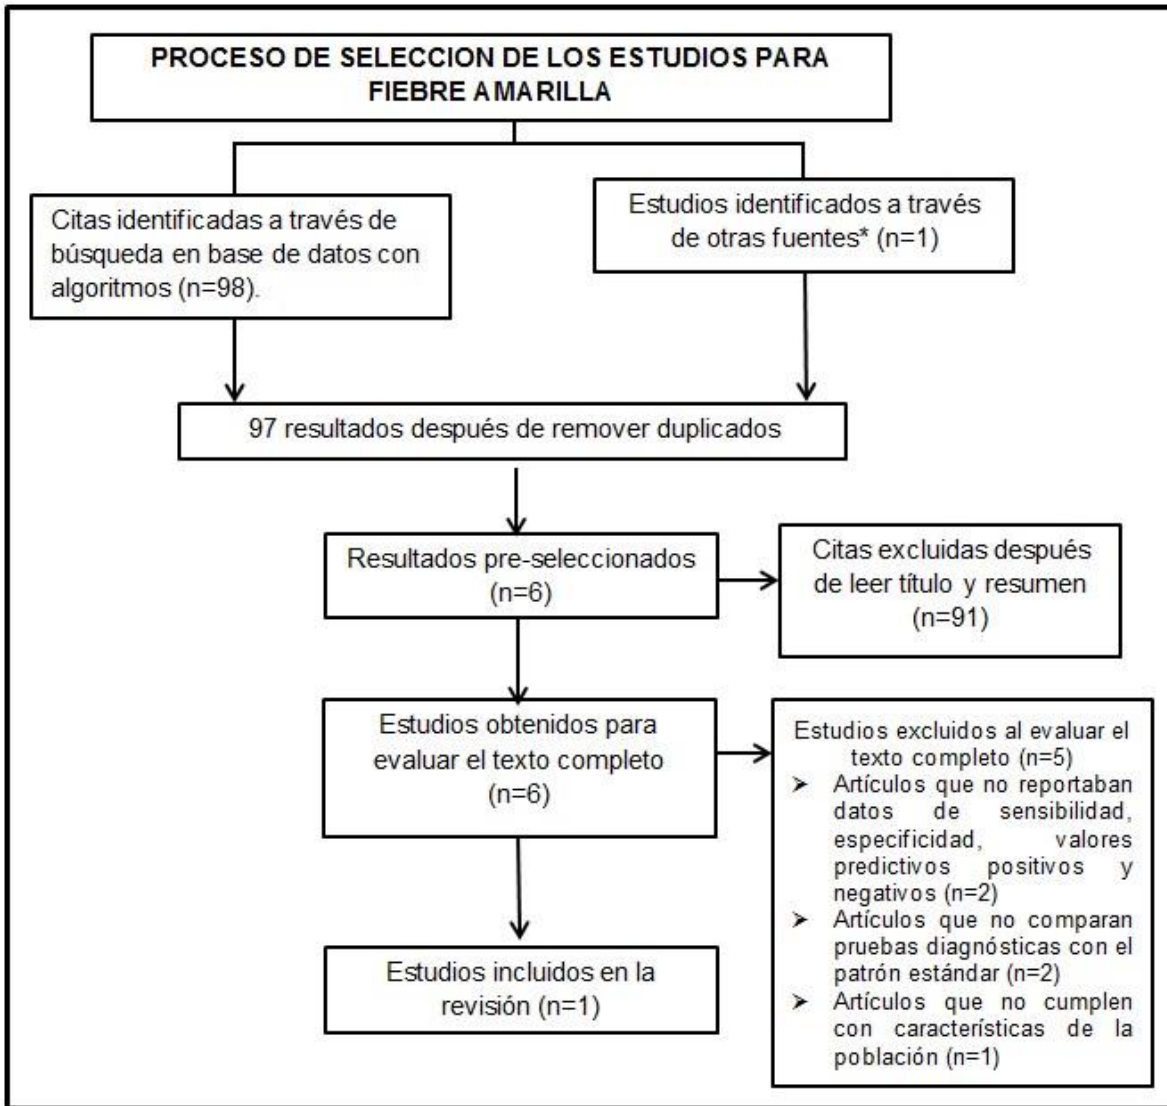 PROCESO DE SELECCION DE LOS ESTUDIOS PARA
FIEBRE AMARILLA
Citas identificadas a través de
búsqueda en base de datos con
algoritmos (n=98).
Estudios identificados a través
de otras fuentes* (n=1)
97 resultados después de remover duplicados
Resultados pre-seleccionados
(n=6)
Citas excluidas después
de leer título y resumen
(n=91)
Estudios obtenidos para
evaluar el texto completo
(n=6)
Estudios excluidos al evaluar el
texto completo (n=5)
➢ Artículos que no reportaban
datos de sensibilidad,
especificidad, valores
predictivos positivos y
negativos (n=2)
➢ Artículos que no comparan
pruebas diagnósticas con el
patrón estándar (n=2)
➢ Artículos que no cumplen
con características de la
población (n=1)
Estudios incluidos en la
revisión (n=1)